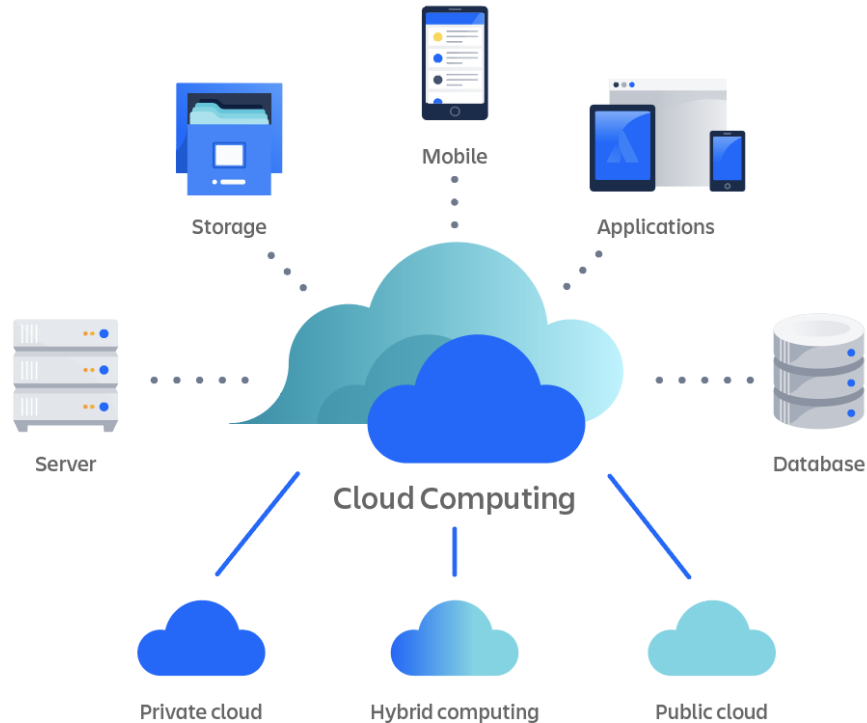 Mobile
Storage
Applications
Server
Database
Cloud Computing
Private cloud
Hybrid computing
Public cloud